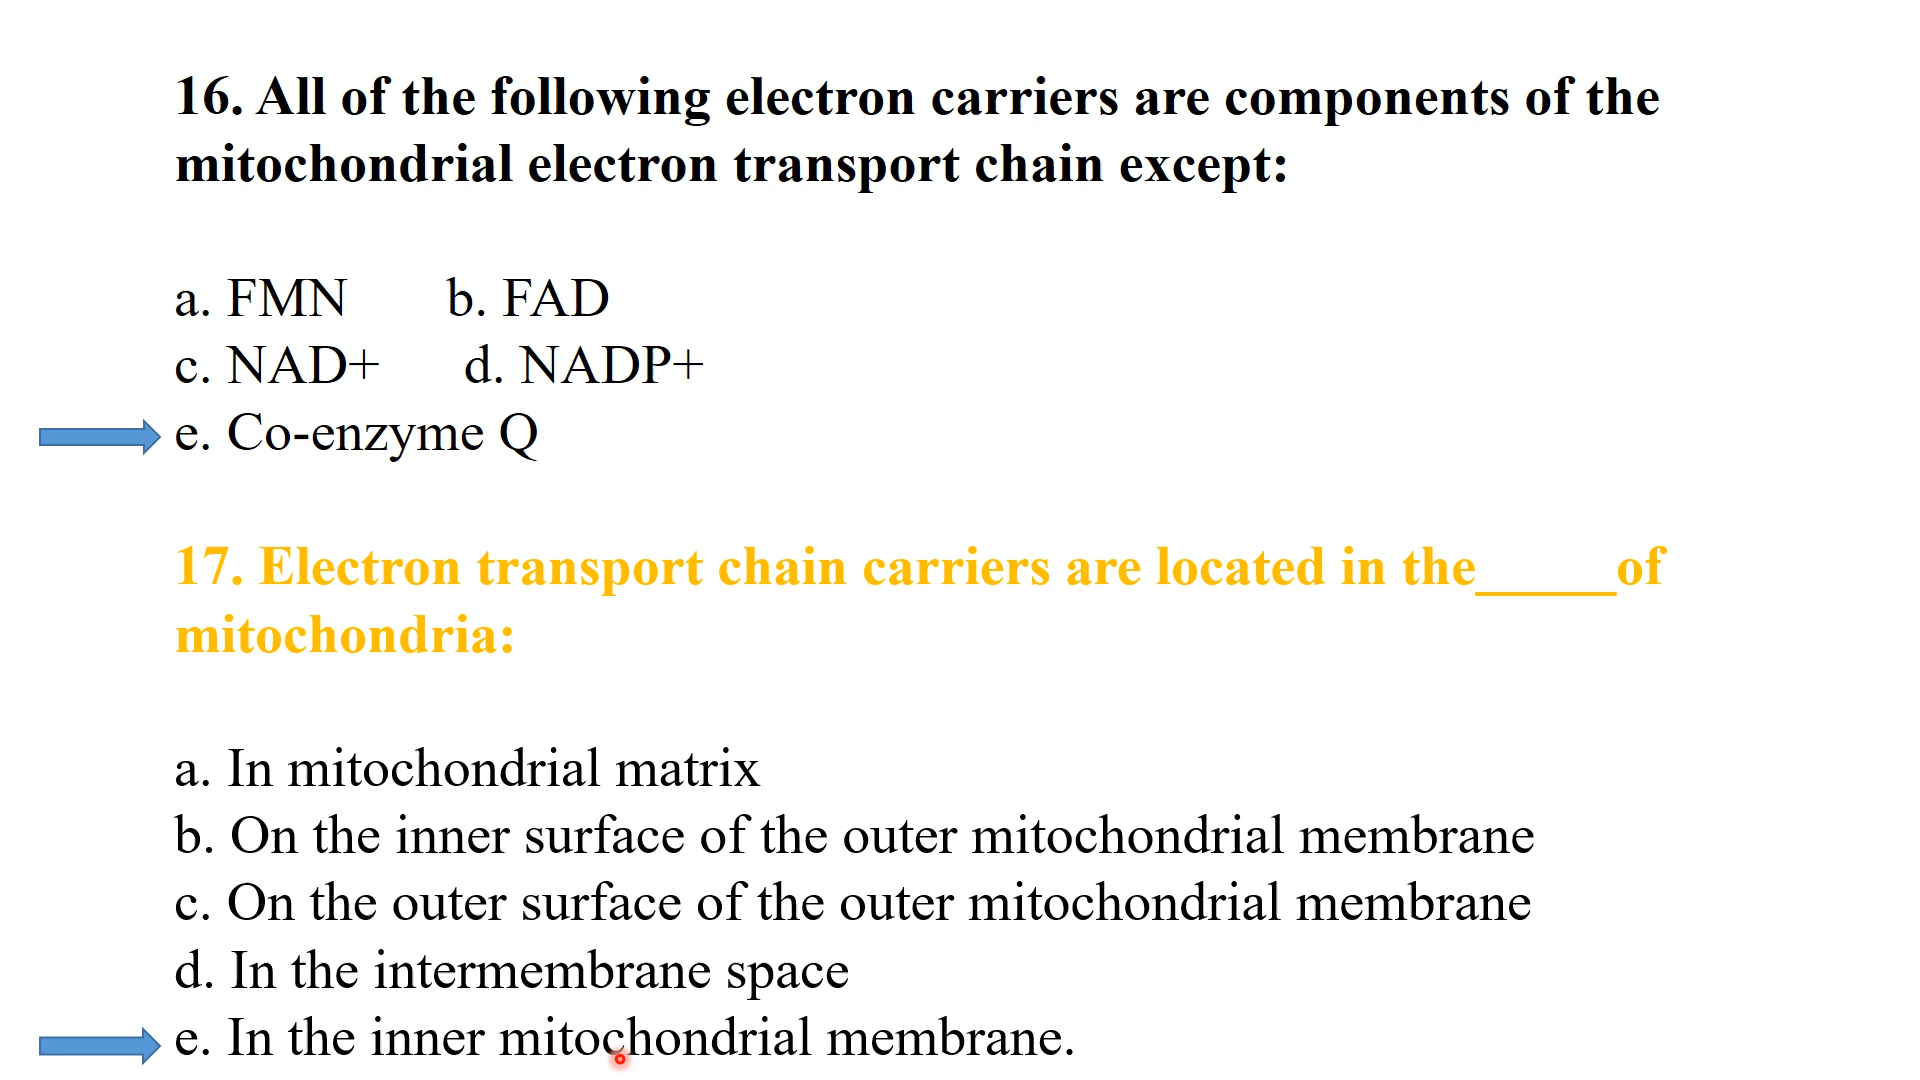 16. All of the following electron carriers are components of the
mitochondrial electron transport chain except:
a. FMN b. FAD
c. NAD+ d. NADP+
e. Co-enzyme Q
17. Electron transport chain carriers are located in the_____of
mitochondria:
a. In mitochondrial matrix
b. On the inner surface of the outer mitochondrial membrane
c. On the outer surface of the outer mitochondrial membrane
d. In the intermembrane space
e. In the inner mitochondrial membrane.